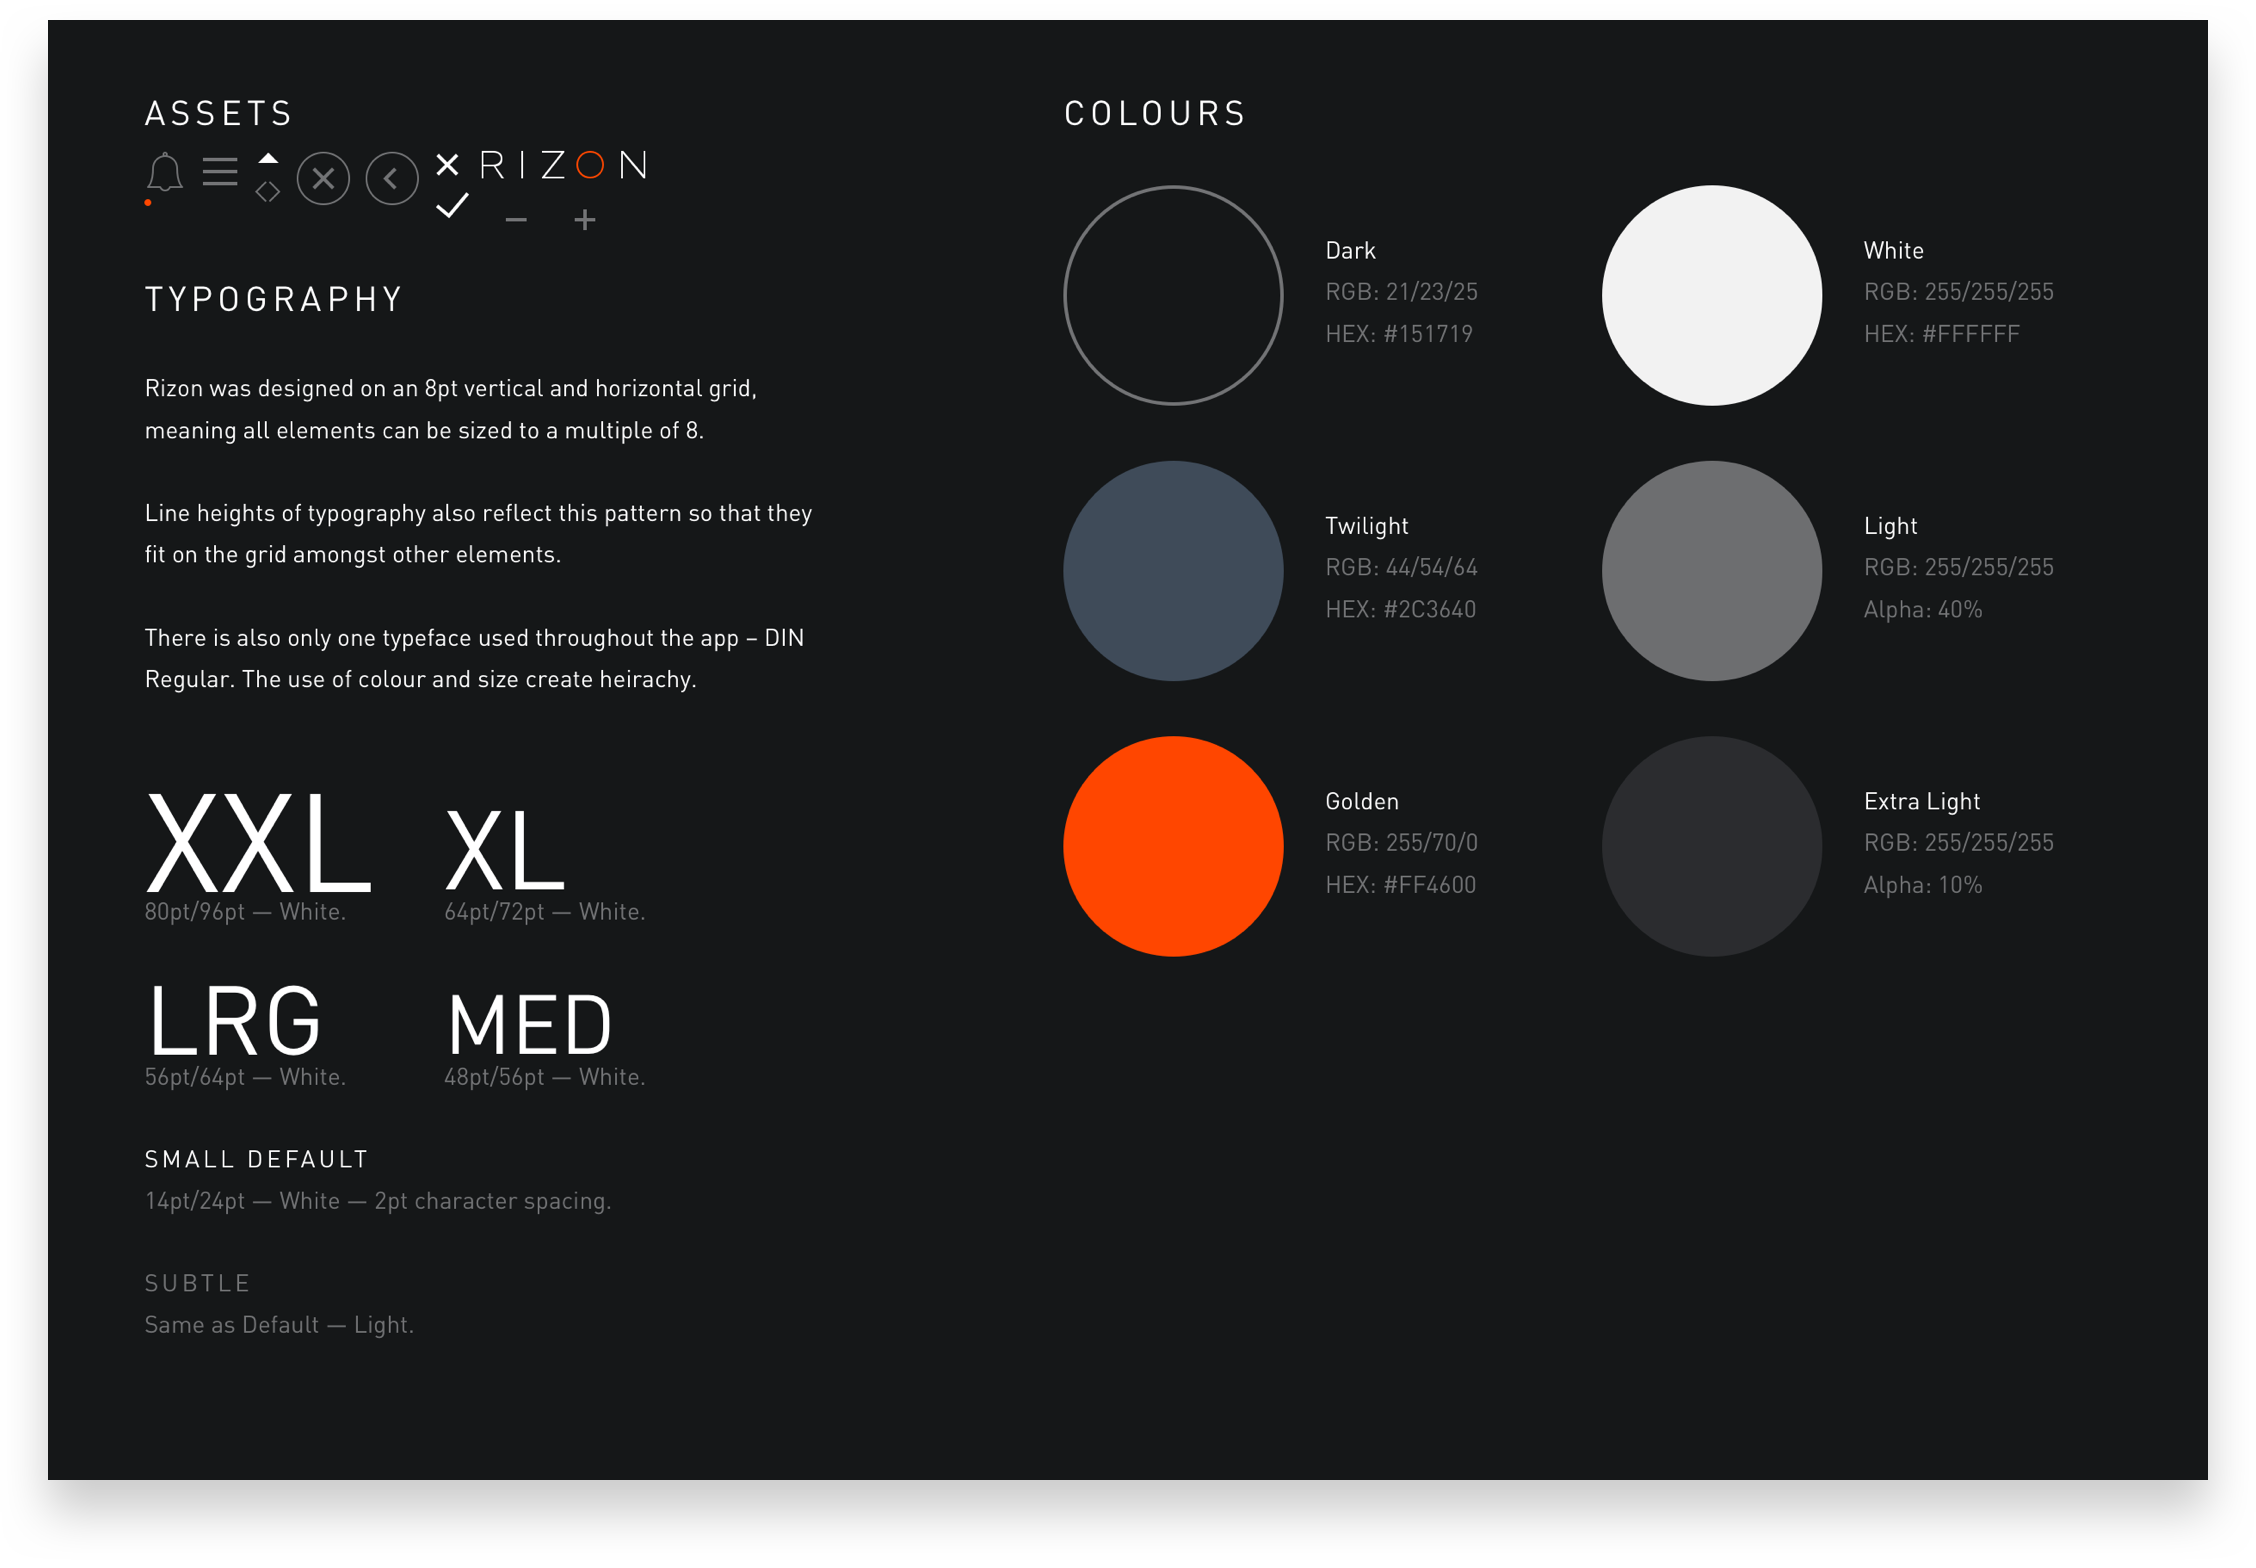 ASSETS
RIZON
TYPOGRAPHY
Rizon was designed on an 8pt vertical and horizontal grid,
meaning all elements can be sized to a multiple of 8.
Line heights of typography also reflect this pattern so that they
fit on the grid amongst other elements.
There is also only one typeface used throughout the app – DIN
Regular. The use of colour and size create heirachy.
XXL
80pt/96pt — White.
XL
64pt/72pt — White.
LRG
56pt/64pt — White.
MED
48pt/56pt — White.
SMALL DEFAULT
14pt/24pt — White — 2pt character spacing.
SUBTLE
Same as Default — Light.
COLOURS
Dark
RGB: 21/23/25
HEX: #151719
White
RGB: 255/255/255
HEX: #FFFFFF
Twilight
RGB: 44/54/64
HEX: #2C3640
Light
RGB: 255/255/255
Alpha: 40%
Golden
RGB: 255/70/0
HEX: #FF4600
Extra Light
RGB: 255/255/255
Alpha: 10%